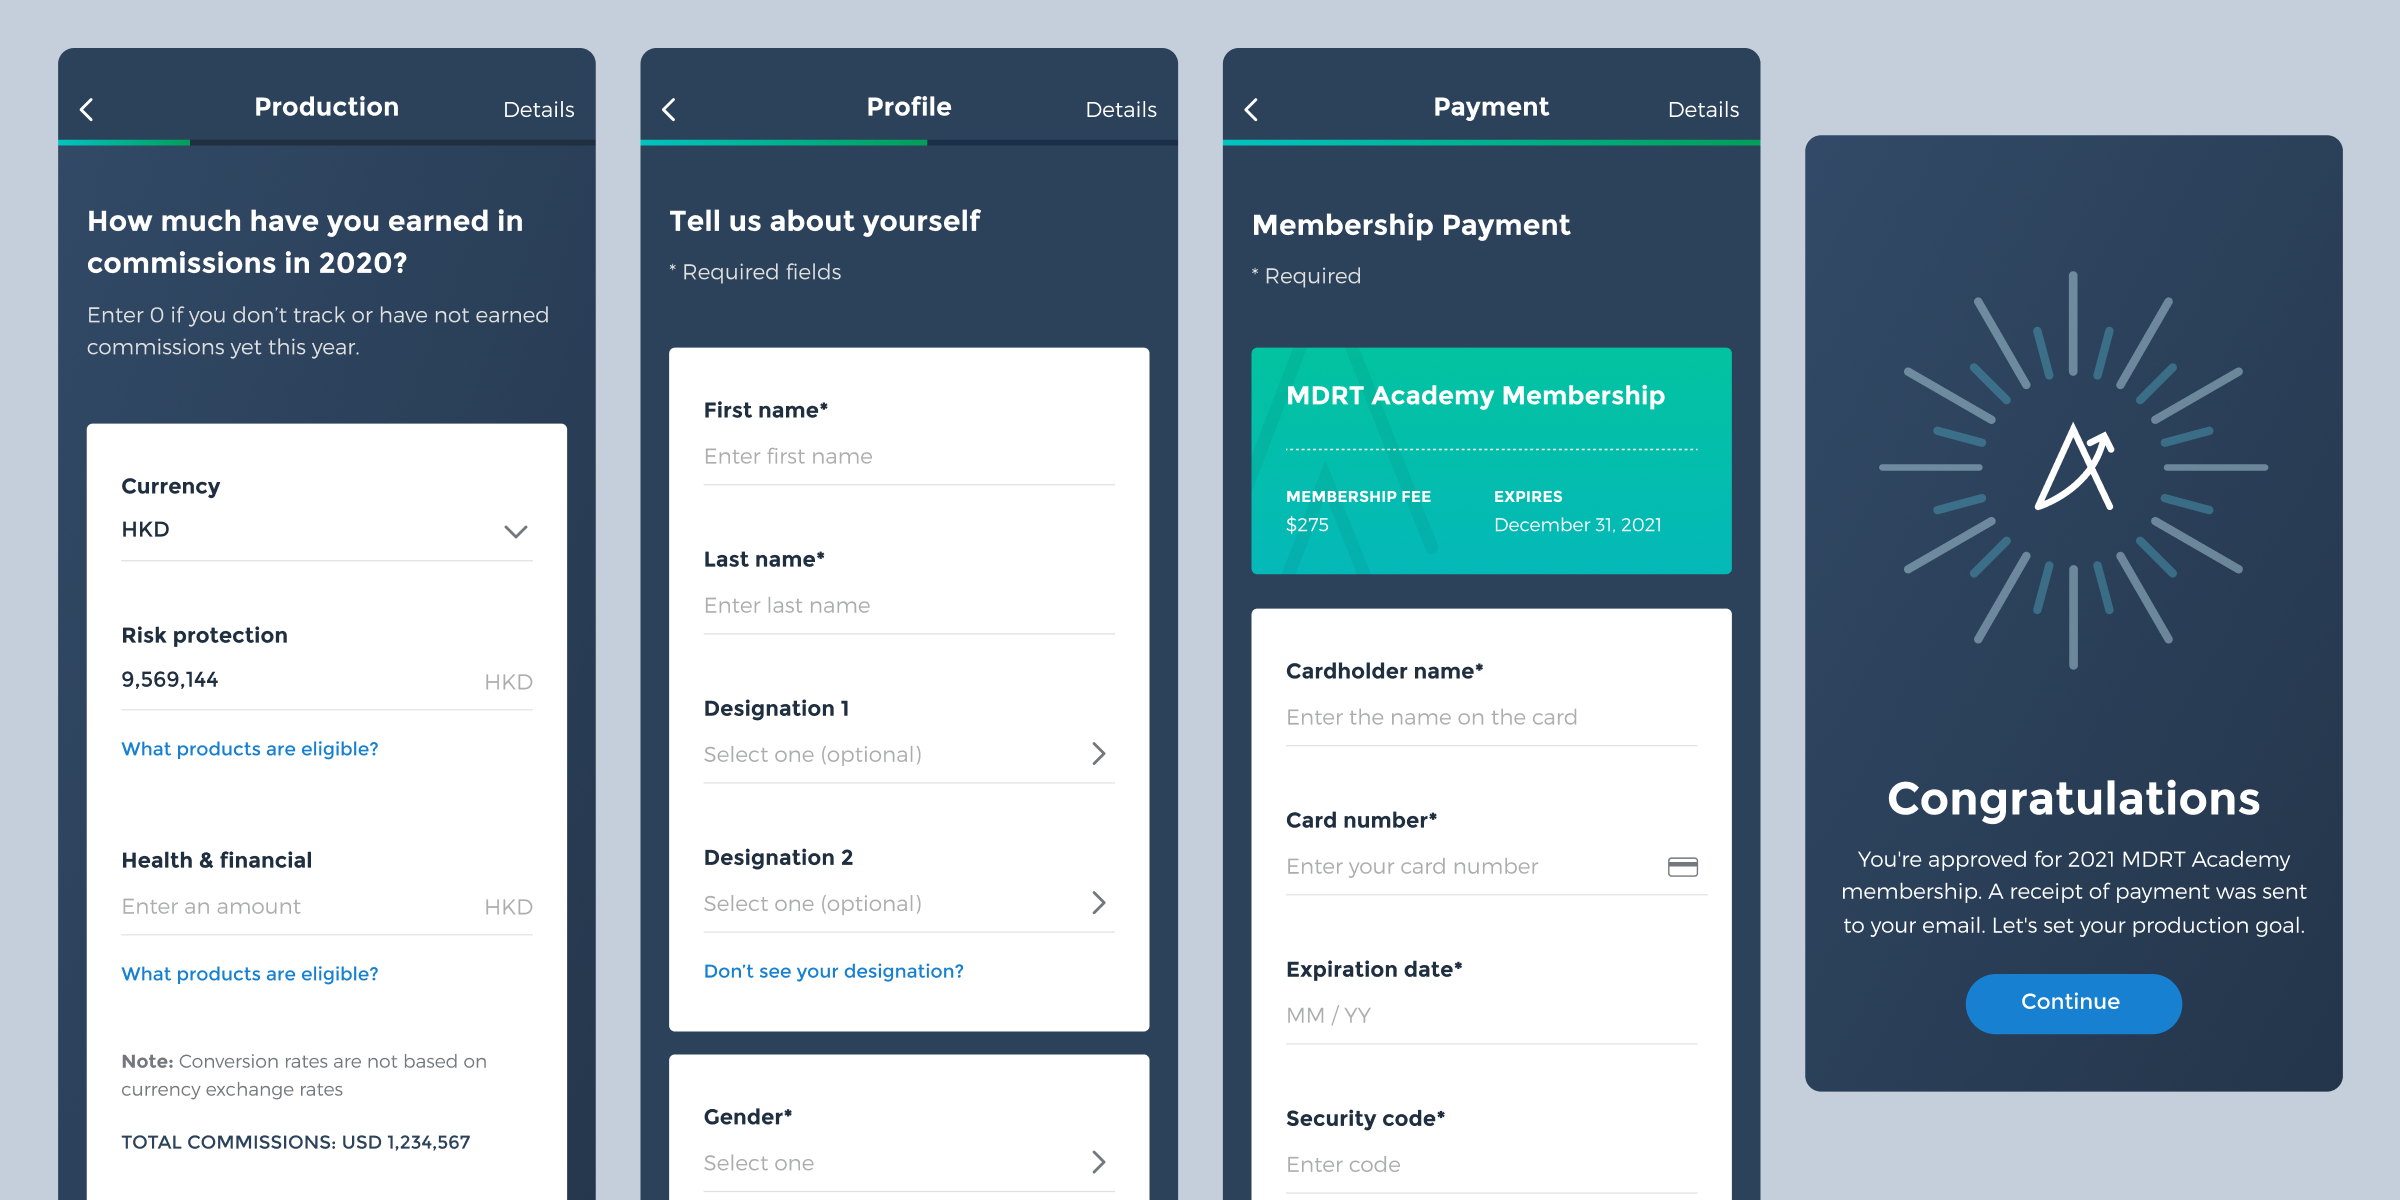 Production
Details
How much have you earned in
commissions in 2020?
Enter 0 if you don't track or have not earned
commissions yet this year.
Currency
HKD
Risk protection
9,569,144 HKD
What products are eligible?
Health & financial
Enter an amount HKD
What products are eligible?
Note: Conversion rates are not based on
currency exchange rates
TOTAL COMMISSIONS: USD 1,234,567
Profile
Details
Tell us about yourself
* Required fields
First name*
Enter first name
Last name*
Enter last name
Designation 1
Select one (optional)
Designation 2
Select one (optional)
Don't see your designation?
Gender*
Select one
Payment
Details
Membership Payment
* Required
MDRT Academy Membership
MEMBERSHIP FEE EXPIRES
$275 December 31, 2021
Cardholder name*
Enter the name on the card
Card number*
Enter your card number
Expiration date*
MM / YY
Security code*
Enter code
Congratulations
You're approved for 2021 MDRT Academy
membership. A receipt of payment was sent
to your email. Let's set your production goal.
Continue